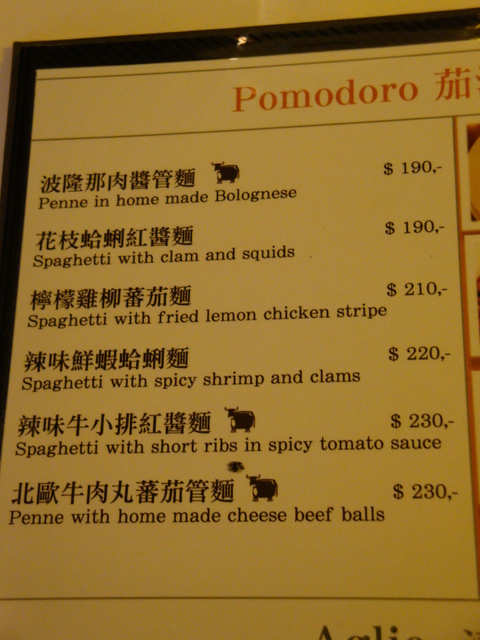 Pomodoro 茄
波隆那肉醬管麵 $ 190,-
Penne in home made Bolognese
花枝蛤蜊紅醬麵 $ 190,-
Spaghetti with clam and squids
檸檬雞柳蕃茄麵 $ 210,-
Spaghetti with fried lemon chicken stripe
辣味鮮蝦蛤蜊麵 $ 220,-
Spaghetti with spicy shrimp and clams
辣味牛小排紅醬麵 $ 230,-
Spaghetti with short ribs in spicy tomato sauce
北歐牛肉丸蕃茄管麵 $ 230,-
Penne with home made cheese beef balls